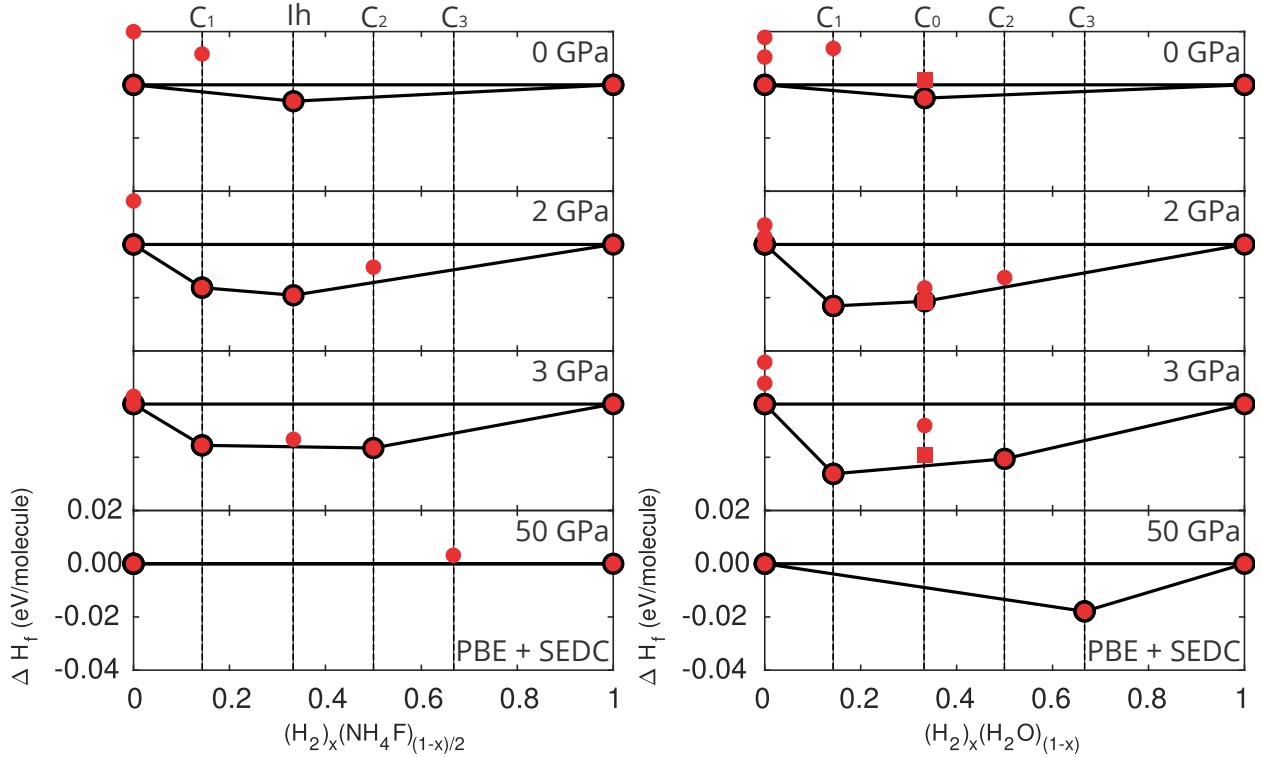 C₁ Ih C₂ C₃
0 GPa
2 GPa
3 GPa
50 GPa
PBE + SEDC
0.02
0.00
-0.02
-0.04
Δ H_f (eV/molecule)
0 0.2 0.4 0.6 0.8 1
(H₂)ₓ(NH₄F)₍₁₋ₓ₎/₂
C₁ C₀ C₂ C₃
0 GPa
2 GPa
3 GPa
50 GPa
PBE + SEDC
0.02
0.00
-0.02
-0.04
Δ H_f (eV/molecule)
0 0.2 0.4 0.6 0.8 1
(H₂)ₓ(H₂O)₍₁₋ₓ₎